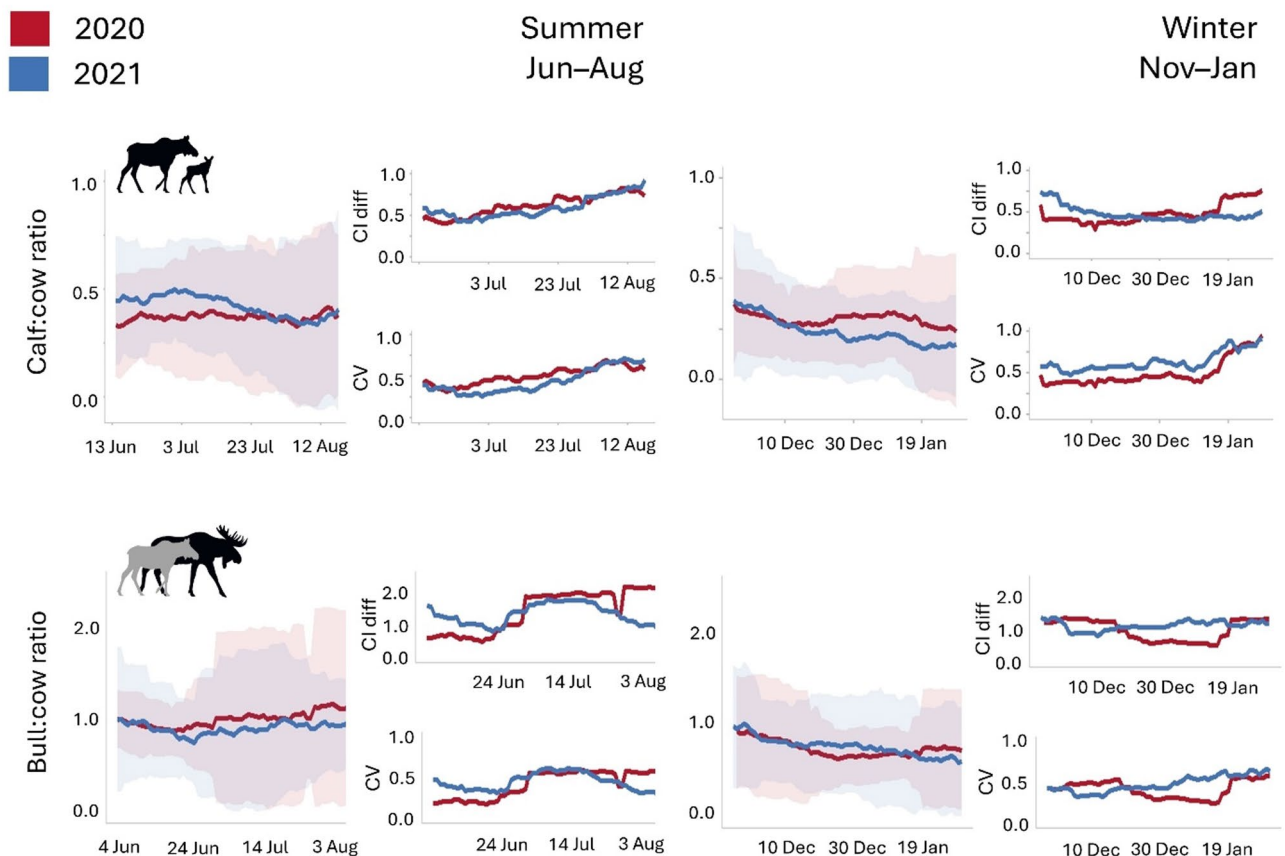 2020
2021
Summer
Jun–Aug
Winter
Nov–Jan
Calf:cow ratio
1.0
0.5
0.0
13 Jun 3 Jul 23 Jul 12 Aug
CI diff
1.0
0.5
0.0
3 Jul 23 Jul 12 Aug
CV
1.0
0.5
0.0
3 Jul 23 Jul 12 Aug
1.0
0.5
0.0
10 Dec 30 Dec 19 Jan
CI diff
1.0
0.5
0.0
10 Dec 30 Dec 19 Jan
CV
1.0
0.5
0.0
10 Dec 30 Dec 19 Jan
Bull:cow ratio
2.0
1.0
0.0
4 Jun 24 Jun 14 Jul 3 Aug
CI diff
2.0
1.0
0.0
24 Jun 14 Jul 3 Aug
CV
1.0
0.5
0.0
24 Jun 14 Jul 3 Aug
2.0
1.0
0.0
10 Dec 30 Dec 19 Jan
CI diff
2.0
1.0
0.0
10 Dec 30 Dec 19 Jan
CV
1.0
0.5
0.0
10 Dec 30 Dec 19 Jan